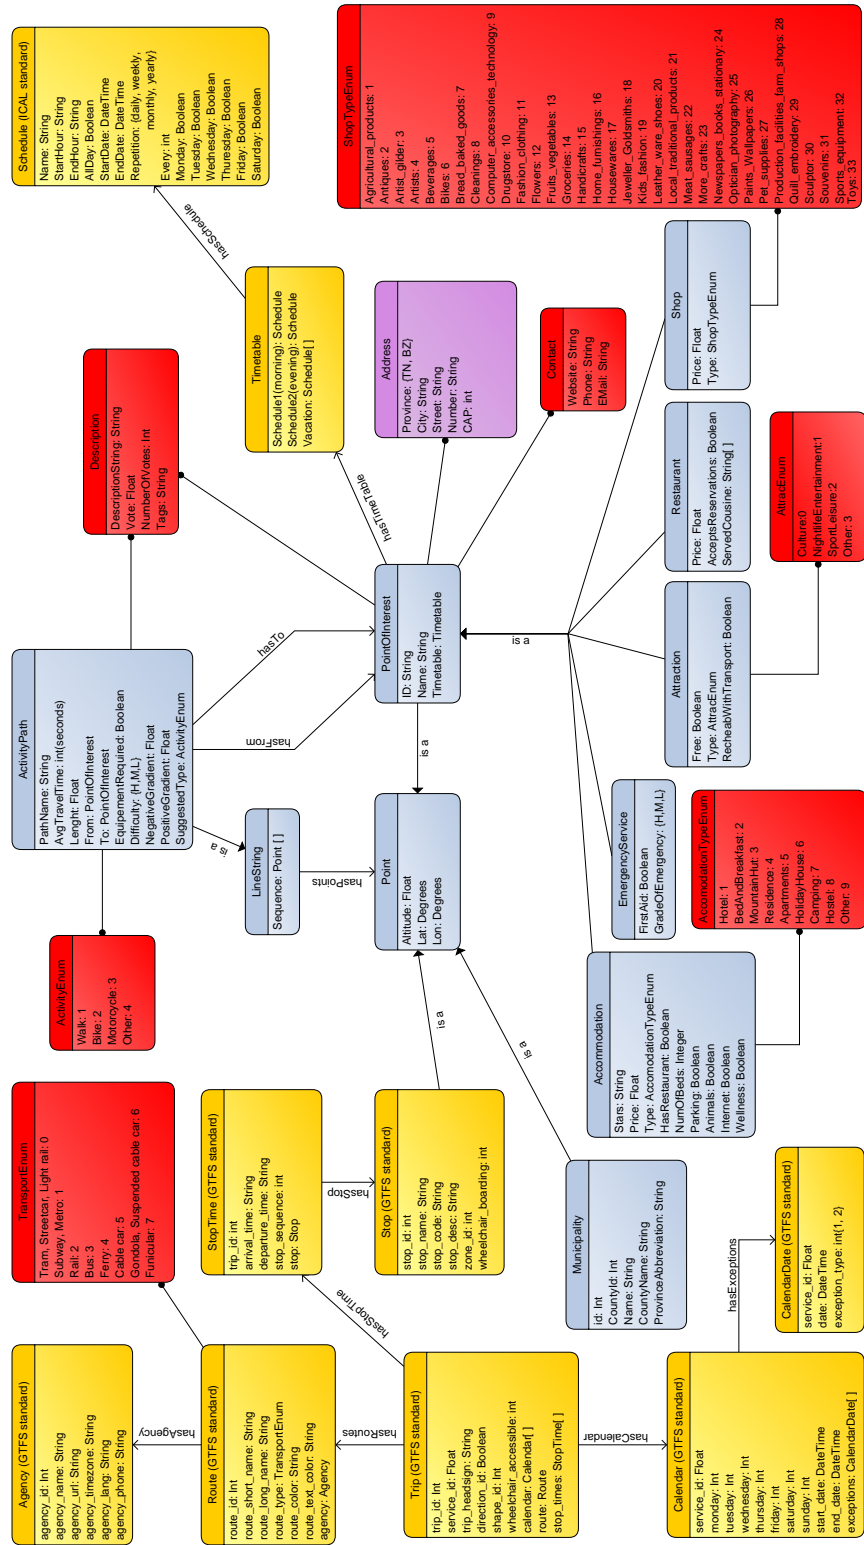 Agency (GTFS standard)
agency_id: Int
agency_name: String
agency_url: String
agency_timezone: String
agency_lang: String
agency_phone: String
hasAgency
Route (GTFS standard)
route_id: Int
route_short_name: String
route_long_name: String
route_type: TransportEnum
route_color: String
route_text_color: String
agency: Agency
hasRoutes
Trip (GTFS standard)
trip_id: Int
service_id: Float
trip_headsign: String
direction_id: Boolean
shape_id: Int
wheelchair_accessible: int
calendar: Calendar[ ]
route: Route
stop_times: StopTime[ ]
hasCalendar
Calendar (GTFS standard)
service_id: Float
monday: Int
tuesday: Int
wednesday: Int
thursday: Int
friday: Int
saturday: Int
sunday: Int
start_date: DateTime
end_date: DateTime
exceptions: CalendarDate[ ]
hasExceptions
CalendarDate (GTFS standard)
service_id: Float
date: DateTime
exception_type: int(1, 2)
TransportEnum
Tram, Streetcar, Light rail: 0
Subway, Metro: 1
Rail: 2
Bus: 3
Ferry: 4
Cable car: 5
Gondola, Suspended cable car: 6
Funicular: 7
hasStopTime
StopTime (GTFS standard)
trip_id: Int
arrival_time: String
departure_time: String
stop_sequence: int
stop: Stop
hasStop
Stop (GTFS standard)
stop_id: int
stop_name: String
stop_code: String
stop_desc: String
zone_id: int
wheelchair_boarding: int
is a
Municipality
id: Int
CountyId: Int
Name: String
CountyName: String
ProvinceAbbreviation: String
is a
ActivityEnum
Walk: 1
Bike: 2
Motorcycle: 3
Other: 4
ActivityPath
PathName: String
AvgTravelTime: int(seconds)
Lenght: Float
From: PointOfInterest
To: PointOfInterest
EquipementRequired: Boolean
Difficulty: {H,M,L}
NegativeGradient: Float
PositiveGradient: Float
SuggestedType: ActivityEnum
is a
LineString
Sequence: Point [ ]
hasPoints
Point
Altitude: Float
Lat: Degrees
Lon: Degrees
hasFrom
hasTo
is a
PointOfInterest
ID: String
Name: String
Timetable: Timetable
Description
DescriptionString: String
Vote: Float
NumberOfVotes: Int
Tags: String
hasTimeTable
Timetable
Schedule1(morning): Schedule
Schedule2(evening): Schedule
Vacation: Schedule[ ]
hasSchedule
Schedule (ICAL standard)
Name: String
StartHour: String
EndHour: String
AllDay: Boolean
StartDate: DateTime
EndDate: DateTime
Repetition: {daily, weekly,
monthly, yearly}
Every: int
Monday: Boolean
Tuesday: Boolean
Wednesday: Boolean
Thuresday: Boolean
Friday: Boolean
Saturday: Boolean
Address
Province: {TN, BZ}
City: String
Street: String
Number: String
CAP: int
Contact
Website: String
Phone: String
EMail: String
is a
Accommodation
Stars: String
Price: Float
Type: AccomodationTypeEnum
HasRestaurant: Boolean
NumOfBeds: Integer
Parking: Boolean
Animals: Boolean
Internet: Boolean
Wellness: Boolean
AccomodationTypeEnum
Hotel: 1
BedAndBreakfast: 2
MountainHut: 3
Residence: 4
Apartments: 5
HolidayHouse: 6
Camping: 7
Hostel: 8
Other: 9
EmergencyService
FirstAid: Boolean
GradeOfEmergency: {H,M,L}
Attraction
Free: Boolean
Type: AttracEnum
RecheabWithTransport: Boolean
AttracEnum
Culture:0
NightlifeEntertainment:1
SportLeisure:2
Other: 3
Restaurant
Price: Float
AcceptsReservations: Boolean
ServedCousine: String[ ]
Shop
Price: Float
Type: ShopTypeEnum
ShopTypeEnum
Agricultural_products: 1
Antiques: 2
Artist_gilder: 3
Artists: 4
Beverages: 5
Bikes: 6
Bread_baked_goods: 7
Cleanings: 8
Computer_accessories_technology: 9
Drugstore: 10
Fashion_clothing: 11
Flowers: 12
Fruits_vegetables: 13
Groceries: 14
Handicrafts: 15
Home_furnishings: 16
Housewares: 17
Jeweller_Goldsmiths: 18
Kids_fashion: 19
Leather_ware_shoes: 20
Local_traditional_products: 21
Meat_sausages: 22
More_crafts: 23
Newspapers_books_stationary: 24
Optician_photography: 25
Paints_Wallpapers: 26
Pet_supplies: 27
Production_facilities_farm_shops: 28
Quill_embroidery: 29
Sculptor: 30
Souvenirs: 31
Sports_equipment: 32
Toys: 33